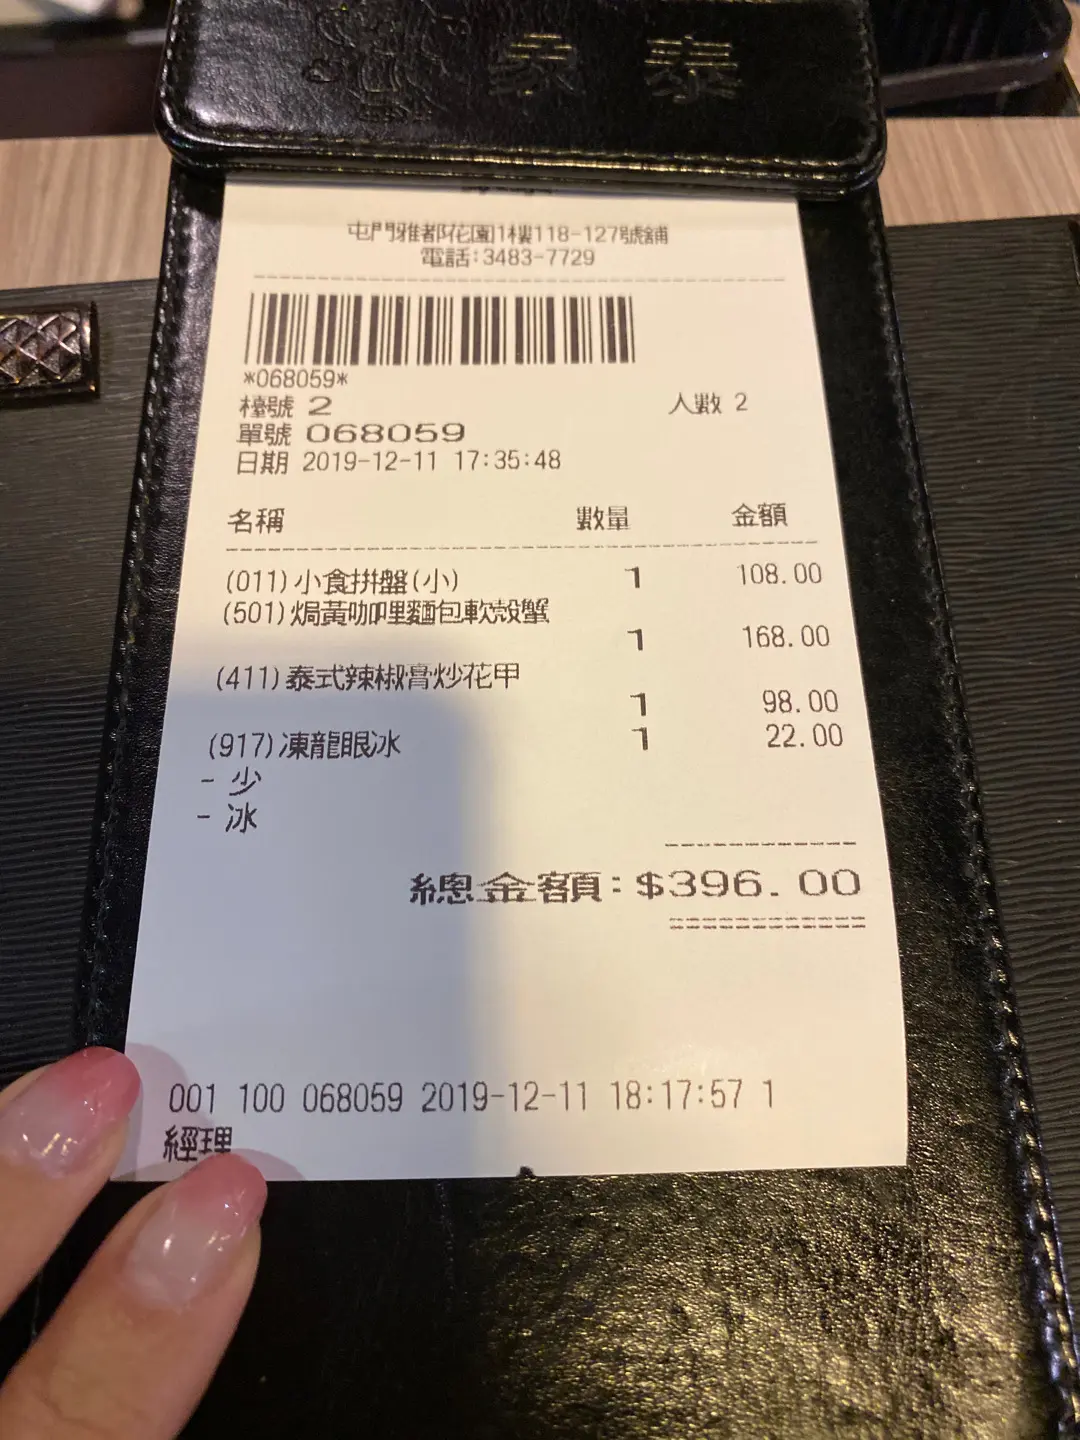 象泰
屯門雅都花園1樓118-127號舖
電話:3483-7729
*068059*
檯號 2 人數 2
單號 068059
日期 2019-12-11 17:35:48
名稱 數量 金額
(011)小食拼盤(小) 1 108.00
(501)焗黃咖哩麵包軟殼蟹
1 168.00
(411)泰式辣椒膏炒花甲
1 98.00
(917)凍龍眼冰 1 22.00
- 少
- 冰
總金額:$396.00
001 100 068059 2019-12-11 18:17:57 1
經理